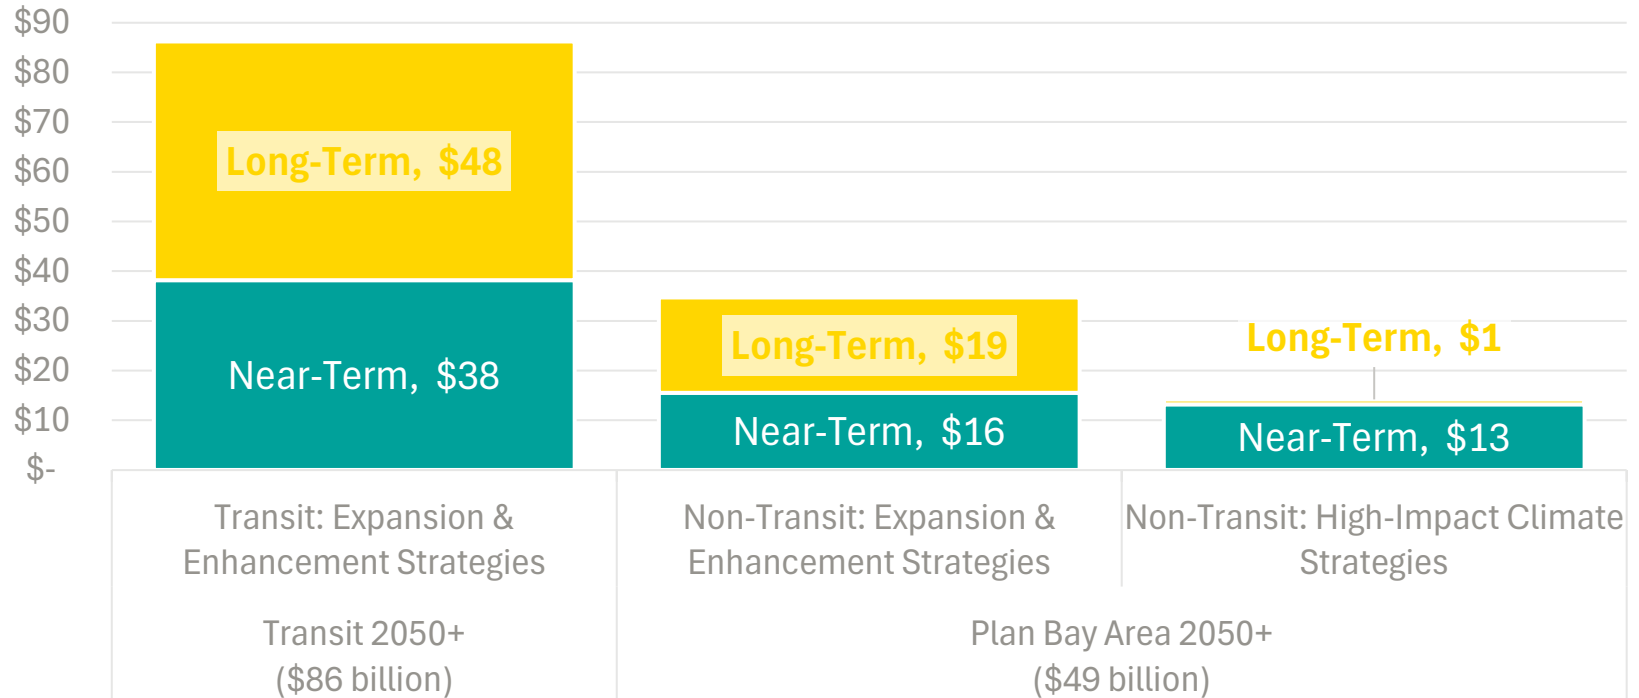 $90
$80
$70
$60
$50
$40
$30
$20
$10
$-
Long-Term, $48
Near-Term, $38
Long-Term, $19
Near-Term, $16
Long-Term, $1
Near-Term, $13
Transit: Expansion &
Enhancement Strategies
Non-Transit: Expansion &
Enhancement Strategies
Non-Transit: High-Impact Climate
Strategies
Transit 2050+
($86 billion)
Plan Bay Area 2050+
($49 billion)